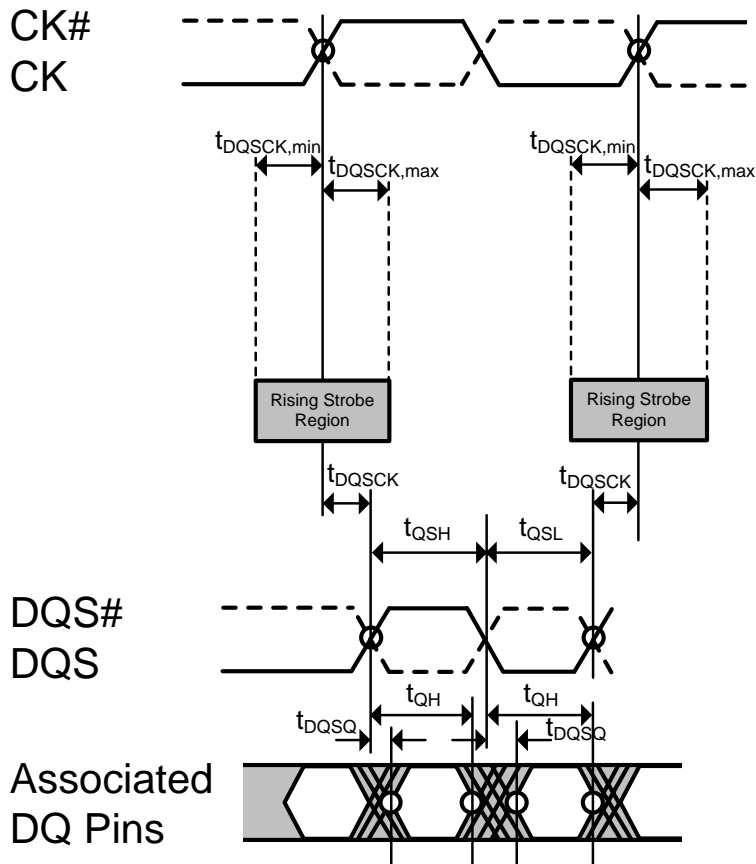 CK#
CK
tDQSCK,min
tDQSCK,max
tDQSCK,min
tDQSCK,max
Rising Strobe
Region
Rising Strobe
Region
tDQSCK
tDQSCK
tQSH
tQSL
DQS#
DQS
tQH
tQH
tDQSQ
tDQSQ
Associated
DQ Pins